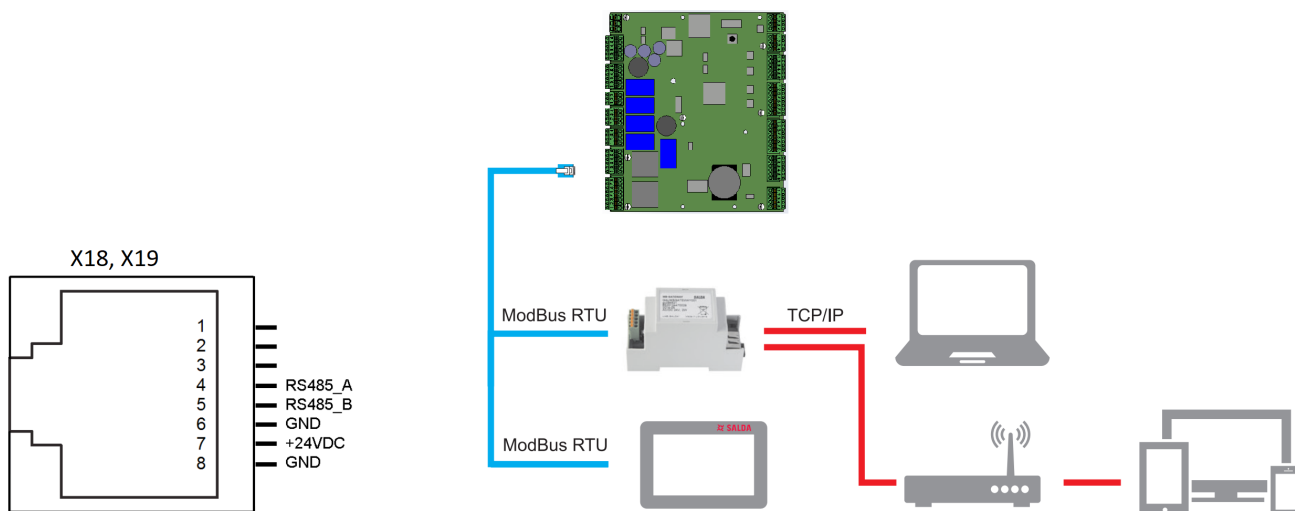 X18, X19
1
2
3
4 RS485_A
5 RS485_B
6 GND
7 +24VDC
8 GND
ModBus RTU
TCP/IP
ModBus RTU
SALDA